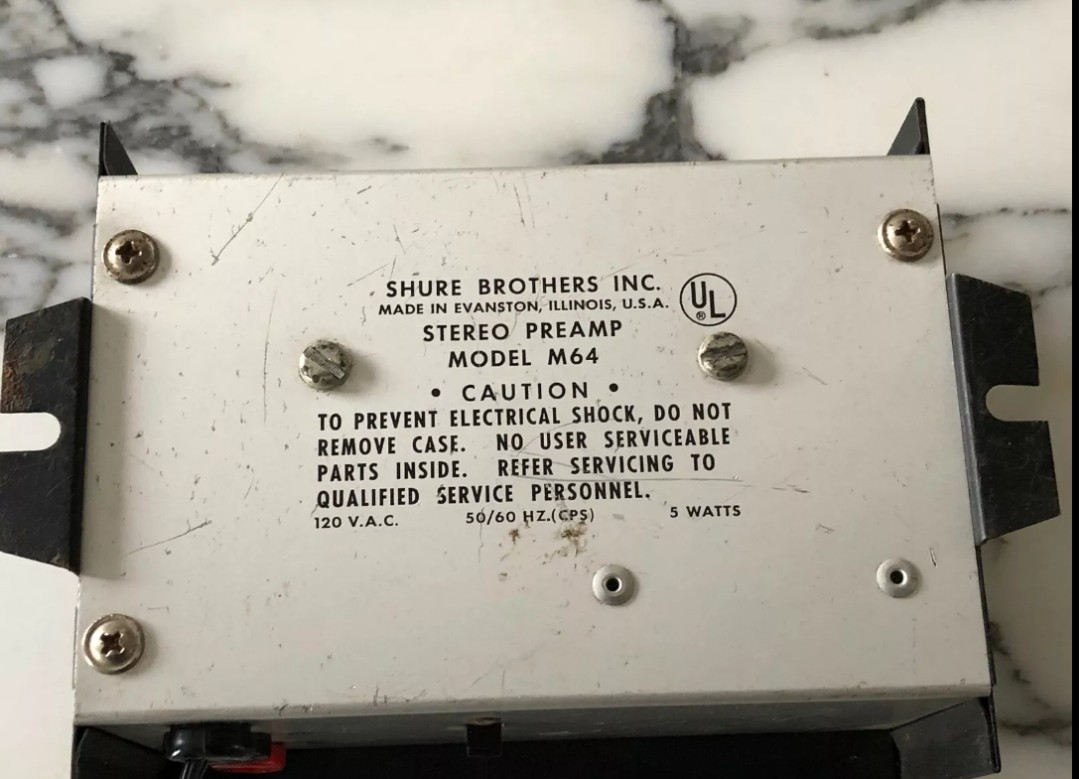 SHURE BROTHERS INC.
MADE IN EVANSTON, ILLINOIS, U.S.A.
UL
®
STEREO PREAMP
MODEL M64
• CAUTION •
TO PREVENT ELECTRICAL SHOCK, DO NOT
REMOVE CASE. NO USER SERVICEABLE
PARTS INSIDE. REFER SERVICING TO
QUALIFIED SERVICE PERSONNEL.
120 V.A.C. 50/60 HZ.(CPS) 5 WATTS